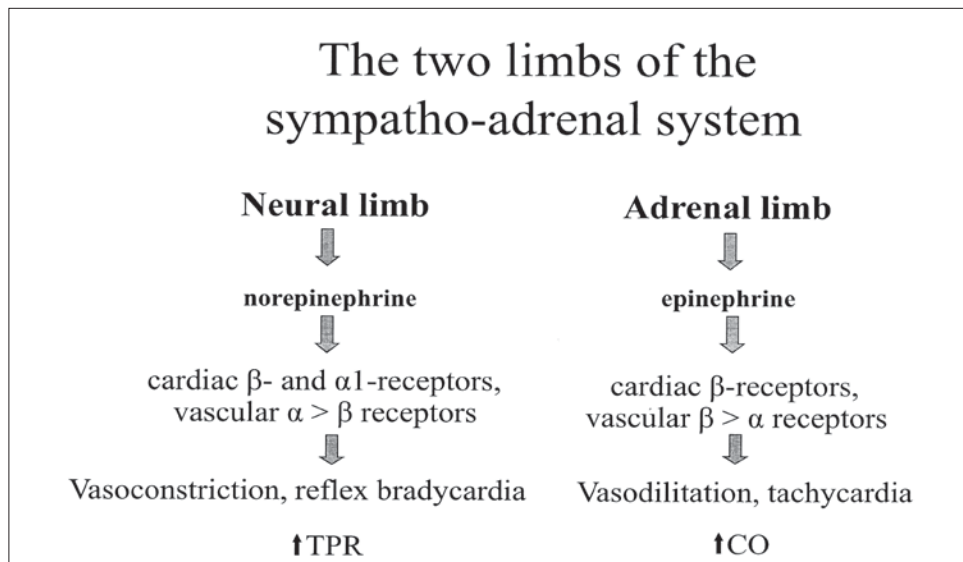 The two limbs of the
sympatho-adrenal system
Neural limb
norepinephrine
cardiac β- and α1-receptors,
vascular α > β receptors
Vasoconstriction, reflex bradycardia
↑TPR
Adrenal limb
epinephrine
cardiac β-receptors,
vascular β > α receptors
Vasodilitation, tachycardia
↑CO